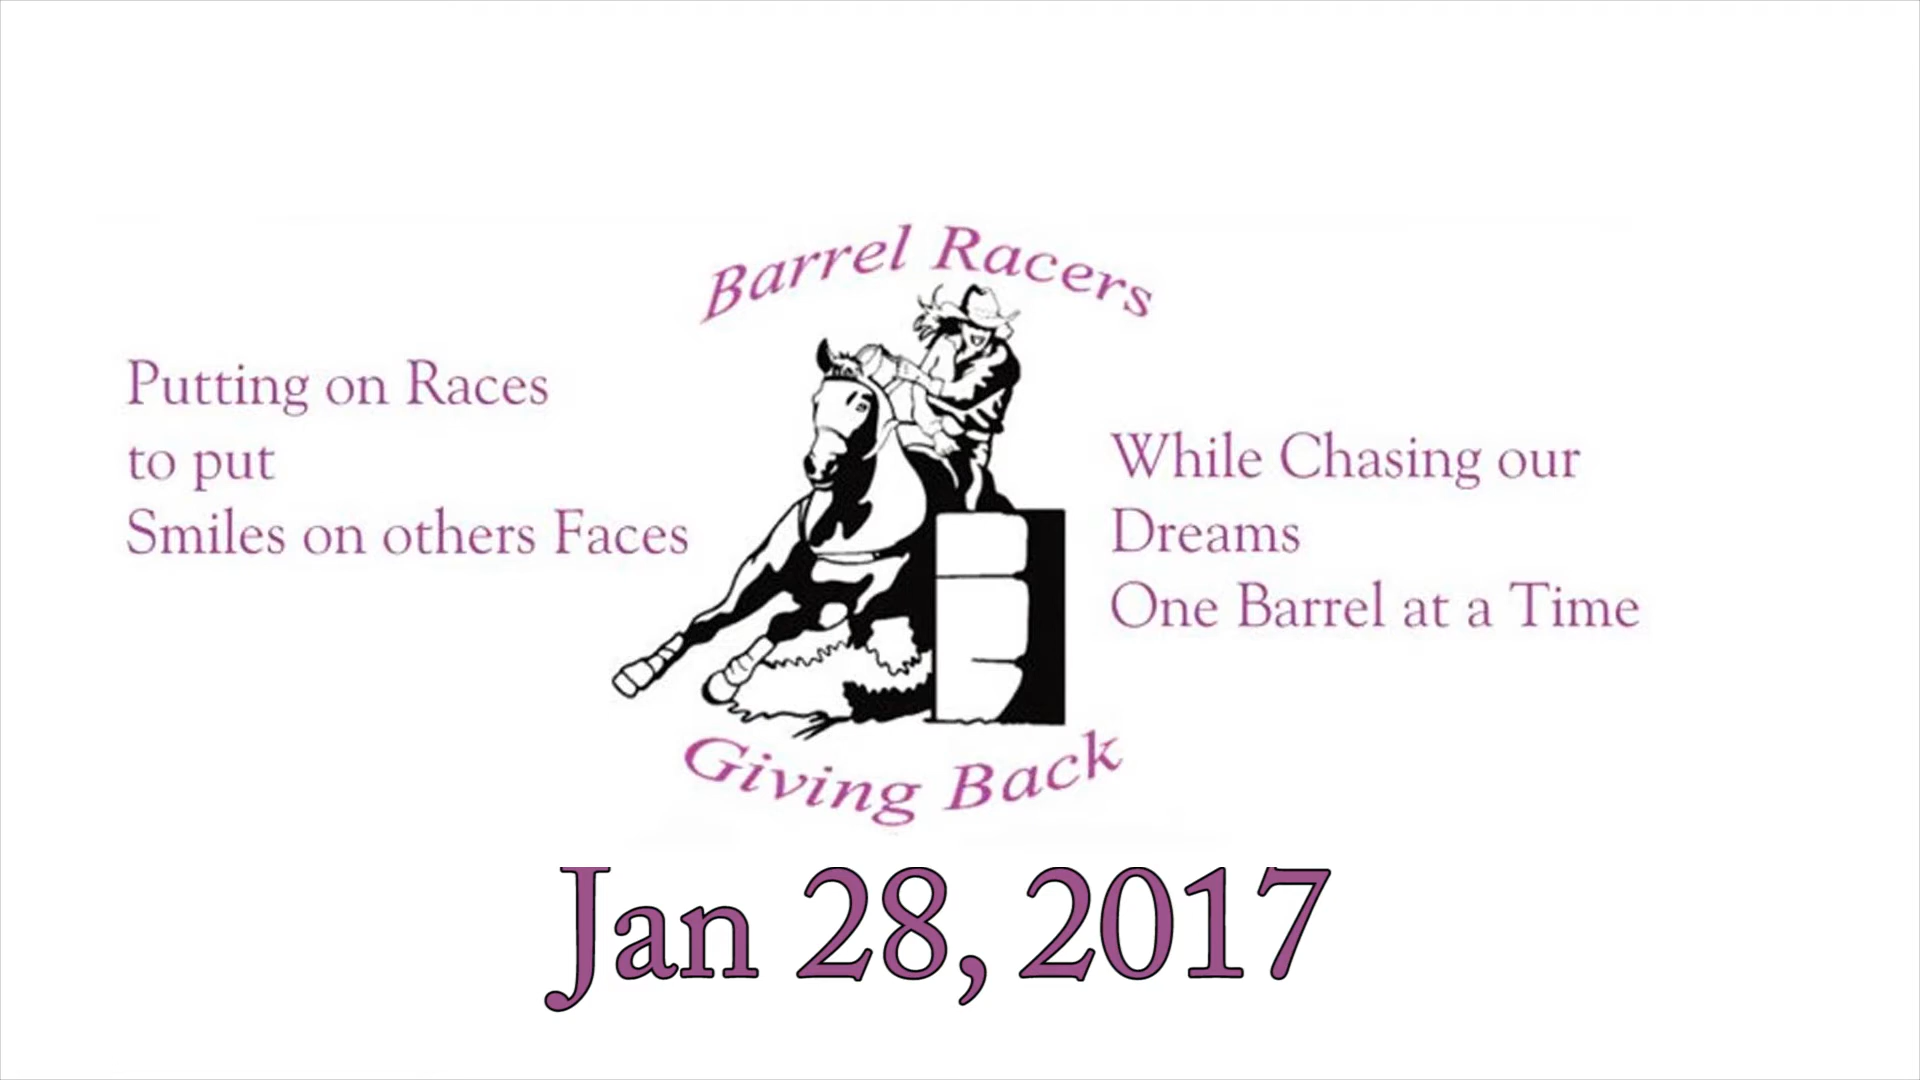 Barrel Racers
Putting on Races
to put
Smiles on others Faces
While Chasing our
Dreams
One Barrel at a Time
Giving Back
Jan 28, 2017